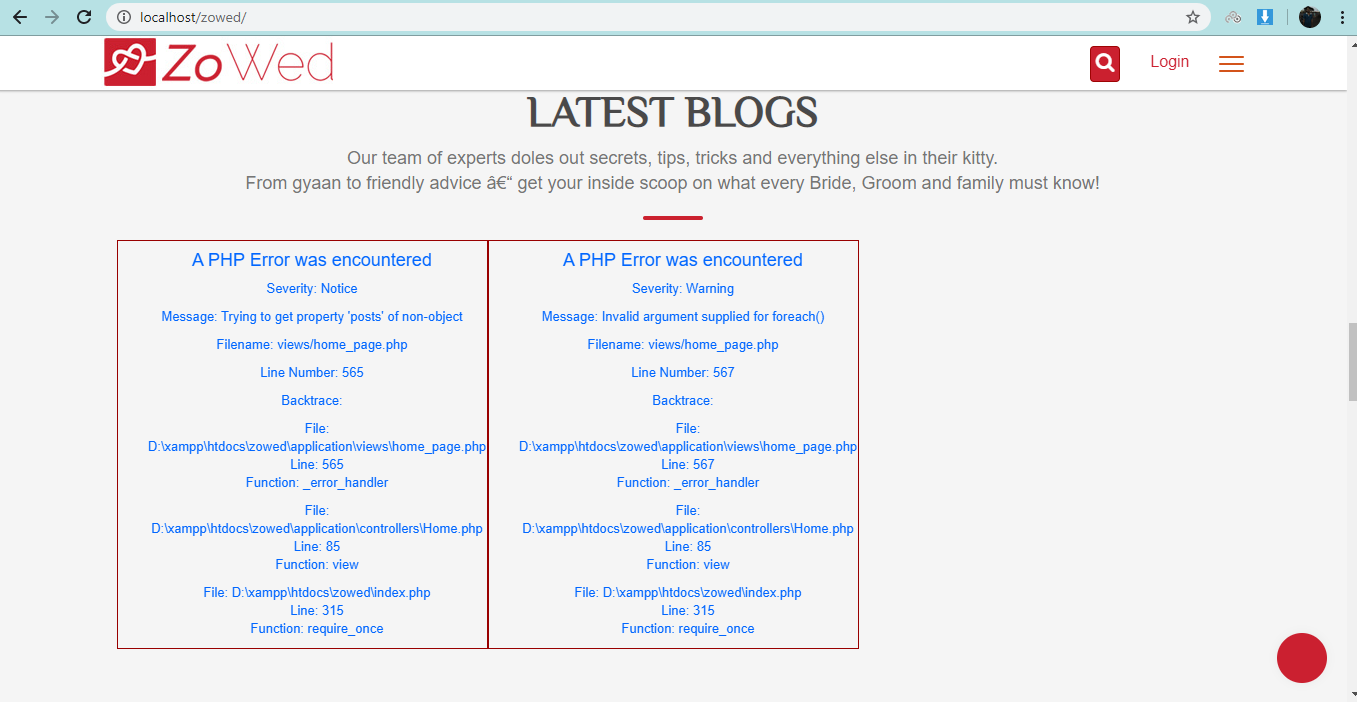 localhost/zowed/
ZoWed
Login
LATEST BLOGS
Our team of experts doles out secrets, tips, tricks and everything else in their kitty.
From gyaan to friendly advice â€“ get your inside scoop on what every Bride, Groom and family must know!
A PHP Error was encountered
Severity: Notice
Message: Trying to get property 'posts' of non-object
Filename: views/home_page.php
Line Number: 565
Backtrace:
File:
D:\xampp\htdocs\zowed\application\views\home_page.php
Line: 565
Function: _error_handler
File:
D:\xampp\htdocs\zowed\application\controllers\Home.php
Line: 85
Function: view
File: D:\xampp\htdocs\zowed\index.php
Line: 315
Function: require_once
A PHP Error was encountered
Severity: Warning
Message: Invalid argument supplied for foreach()
Filename: views/home_page.php
Line Number: 567
Backtrace:
File:
D:\xampp\htdocs\zowed\application\views\home_page.php
Line: 567
Function: _error_handler
File:
D:\xampp\htdocs\zowed\application\controllers\Home.php
Line: 85
Function: view
File: D:\xampp\htdocs\zowed\index.php
Line: 315
Function: require_once